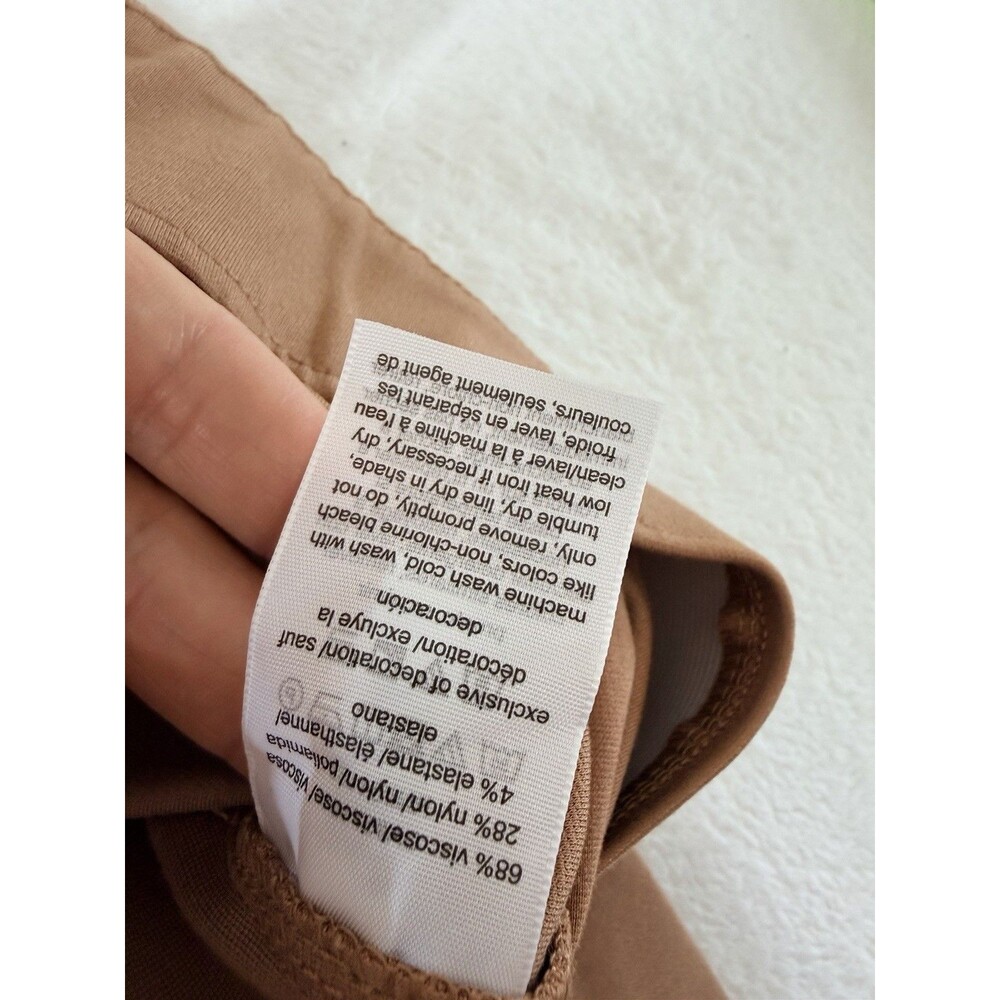 68% viscose/ viscose/ viscosa
28% nylon/ nylon/ poliamida
4% elastane/ élasthanne/
elastano
exclusive of decoration/ sauf
décoration/ excluye la
decoración
machine wash cold, wash with
like colors, non-chlorine bleach
only, remove promptly, do not
tumble dry, line dry in shade,
low heat iron if necessary, dry
clean/laver à la machine à l'eau
froide, laver en séparant les
couleurs, seulement agent de